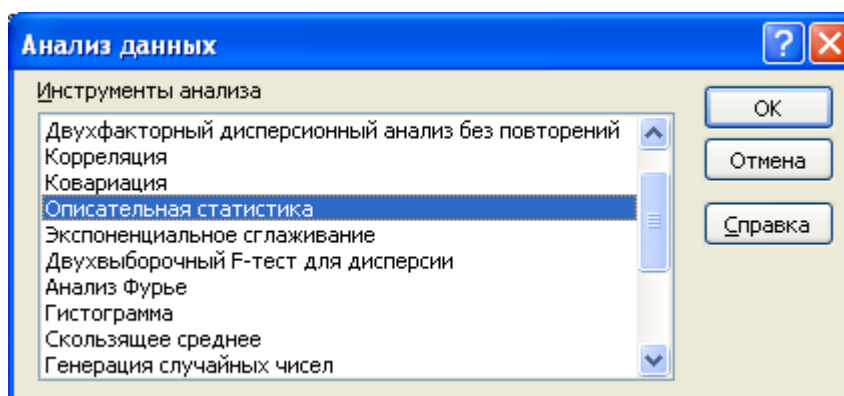 Анализ данных
Инструменты анализа
Двухфакторный дисперсионный анализ без повторений
Корреляция
Ковариация
Описательная статистика
Экспоненциальное сглаживание
Двухвыборочный F-тест для дисперсии
Анализ Фурье
Гистограмма
Скользящее среднее
Генерация случайных чисел
ОК
Отмена
Справка